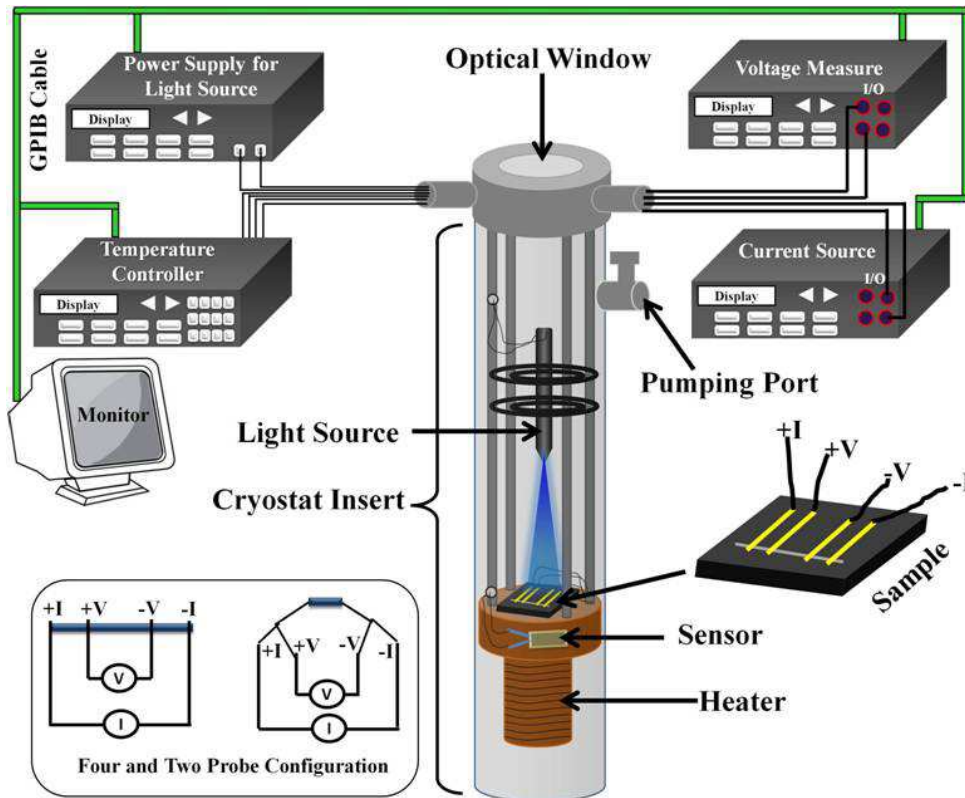 GPIB Cable
Power Supply for
Light Source
Display
Optical Window
Voltage Measure
I/O
Display
Temperature
Controller
Display
Current Source
I/O
Display
Monitor
Pumping Port
Light Source
Cryostat Insert
+I
+V
-V
-I
Sample
Sensor
Heater
+I +V -V -I
V
I
+I +V -V -I
V
I
Four and Two Probe Configuration